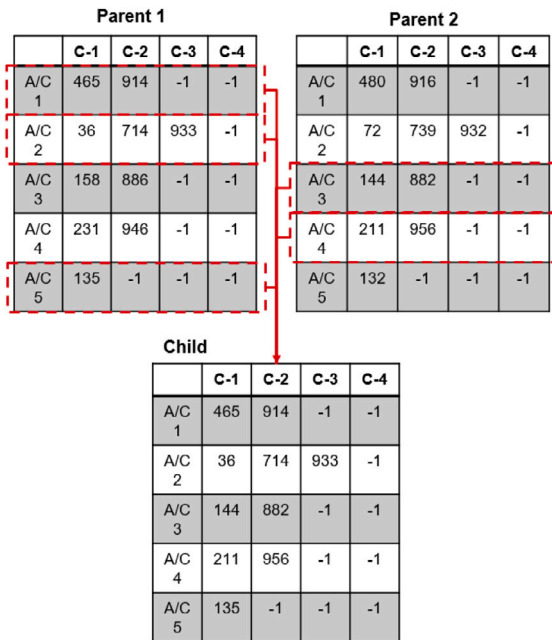 Parent 1
C-1 C-2 C-3 C-4
A/C 1 465 914 -1 -1
A/C 2 36 714 933 -1
A/C 3 158 886 -1 -1
A/C 4 231 946 -1 -1
A/C 5 135 -1 -1 -1
Parent 2
C-1 C-2 C-3 C-4
A/C 1 480 916 -1 -1
A/C 2 72 739 932 -1
A/C 3 144 882 -1 -1
A/C 4 211 956 -1 -1
A/C 5 132 -1 -1 -1
Child
C-1 C-2 C-3 C-4
A/C 1 465 914 -1 -1
A/C 2 36 714 933 -1
A/C 3 144 882 -1 -1
A/C 4 211 956 -1 -1
A/C 5 135 -1 -1 -1